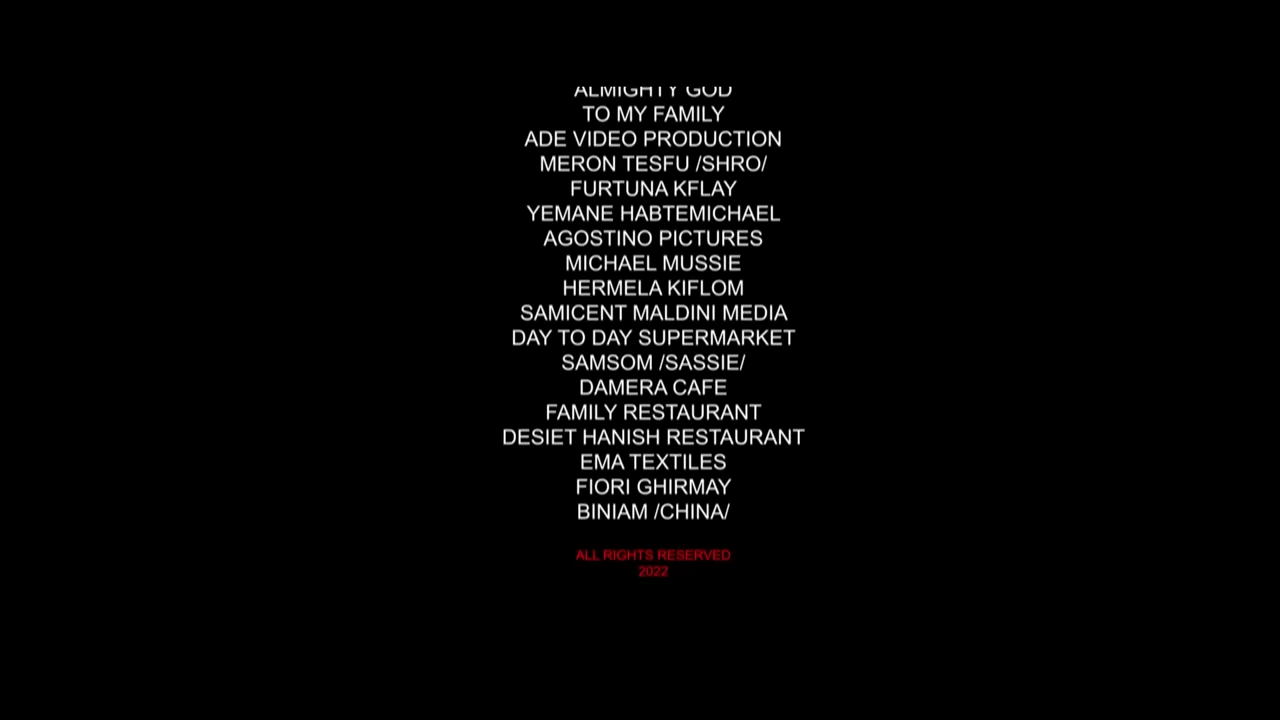 ALMIGHTY GOD
TO MY FAMILY
ADE VIDEO PRODUCTION
MERON TESFU /SHRO/
FURTUNA KFLAY
YEMANE HABTEMICHAEL
AGOSTINO PICTURES
MICHAEL MUSSIE
HERMELA KIFLOM
SAMICENT MALDINI MEDIA
DAY TO DAY SUPERMARKET
SAMSOM /SASSIE/
DAMERA CAFE
FAMILY RESTAURANT
DESIET HANISH RESTAURANT
EMA TEXTILES
FIORI GHIRMAY
BINIAM /CHINA/
ALL RIGHTS RESERVED
2022